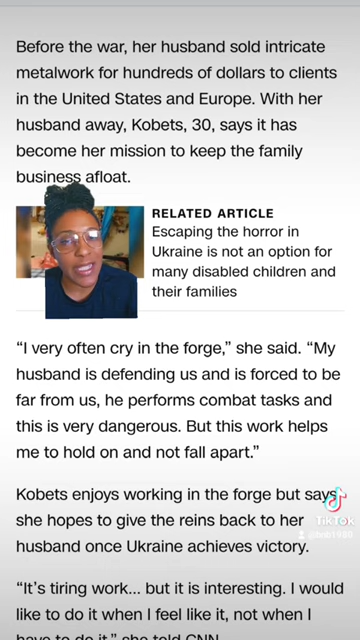 Before the war, her husband sold intricate
metalwork for hundreds of dollars to clients
in the United States and Europe. With her
husband away, Kobets, 30, says it has
become her mission to keep the family
business afloat.
RELATED ARTICLE
Escaping the horror in
Ukraine is not an option for
many disabled children and
their families
“I very often cry in the forge,” she said. “My
husband is defending us and is forced to be
far from us, he performs combat tasks and
this is very dangerous. But this work helps
me to hold on and not fall apart.”
Kobets enjoys working in the forge but says
she hopes to give the reins back to her
husband once Ukraine achieves victory.
TikTok
“It’s tiring work... but it is interesting. I would
like to do it when I feel like it, not when I
have to do it,” she told CNN.